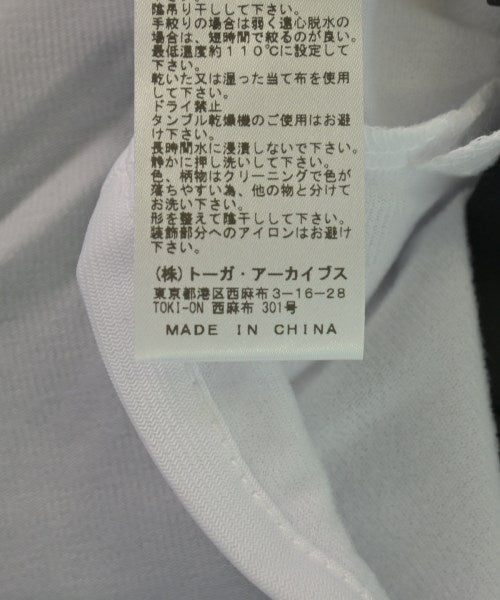 陰吊り干しして下さい。
手絞りの場合は弱く遠心脱水の
場合は、短時間で絞るのが良い。
最低温度約110℃に設定して
下さい。
乾いた又は湿った当て布を使用
して下さい。
ドライ禁止
タンブル乾燥機のご使用はお避
け下さい。
長時間水に浸漬しないで下さい。
静かに押し洗いして下さい。
色、柄物はクリーニングで色が
落ちやすい為、他の物と分けて
お洗い下さい。
形を整えて陰干しして下さい。
装飾部分へのアイロンはお避け
下さい。
(株)トーガ・アーカイブス
東京都港区西麻布3-16-28
TOKI-ON 西麻布 301号
MADE IN CHINA